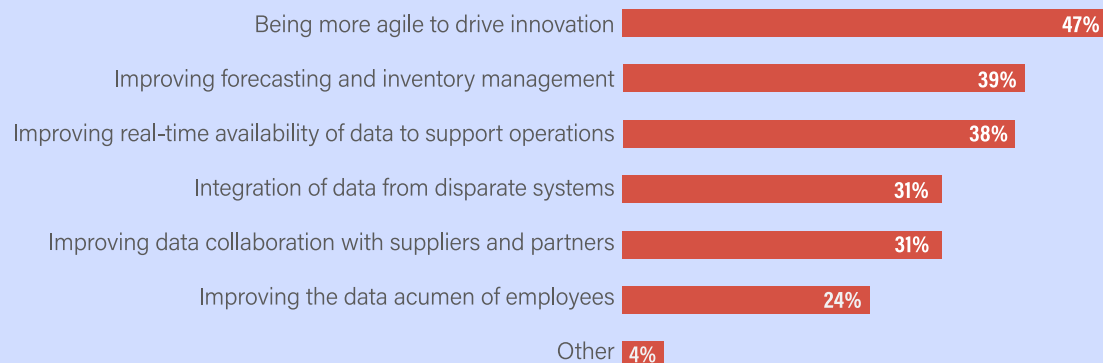 Being more agile to drive innovation 47%
Improving forecasting and inventory management 39%
Improving real-time availability of data to support operations 38%
Integration of data from disparate systems 31%
Improving data collaboration with suppliers and partners 31%
Improving the data acumen of employees 24%
Other 4%